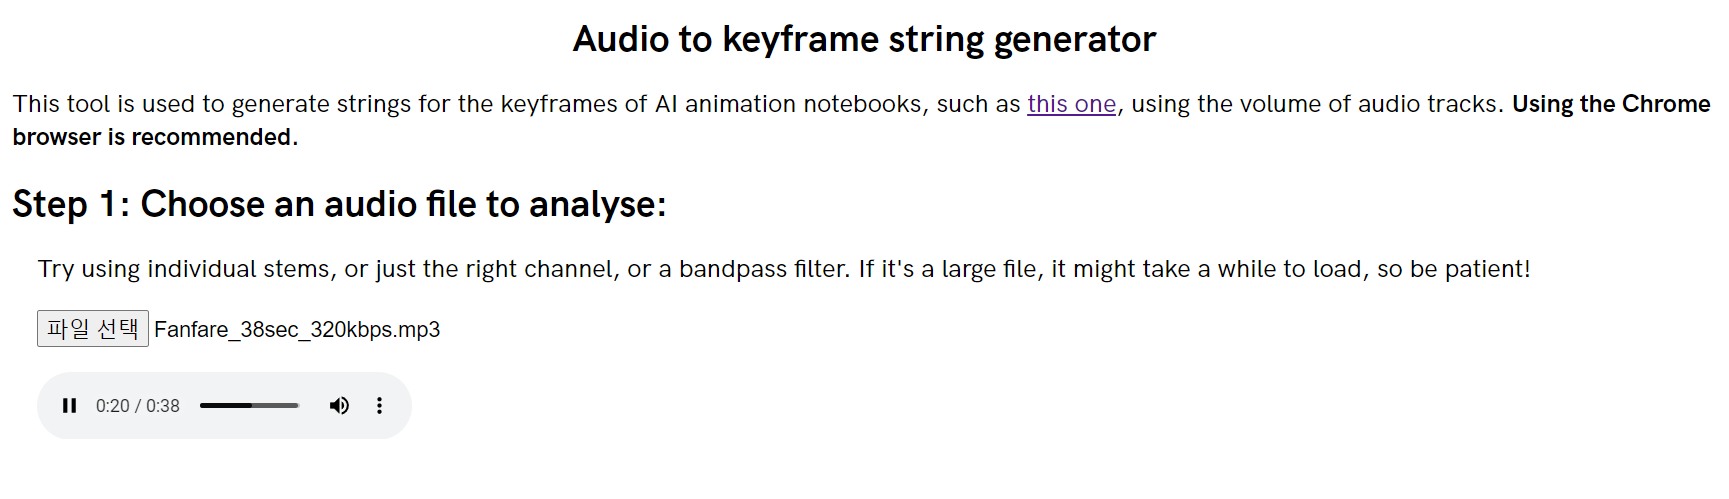 Audio to keyframe string generator
This tool is used to generate strings for the keyframes of AI animation notebooks, such as this one, using the volume of audio tracks. Using the Chrome
browser is recommended.
Step 1: Choose an audio file to analyse:
Try using individual stems, or just the right channel, or a bandpass filter. If it's a large file, it might take a while to load, so be patient!
파일 선택 Fanfare_38sec_320kbps.mp3
0:20 / 0:38